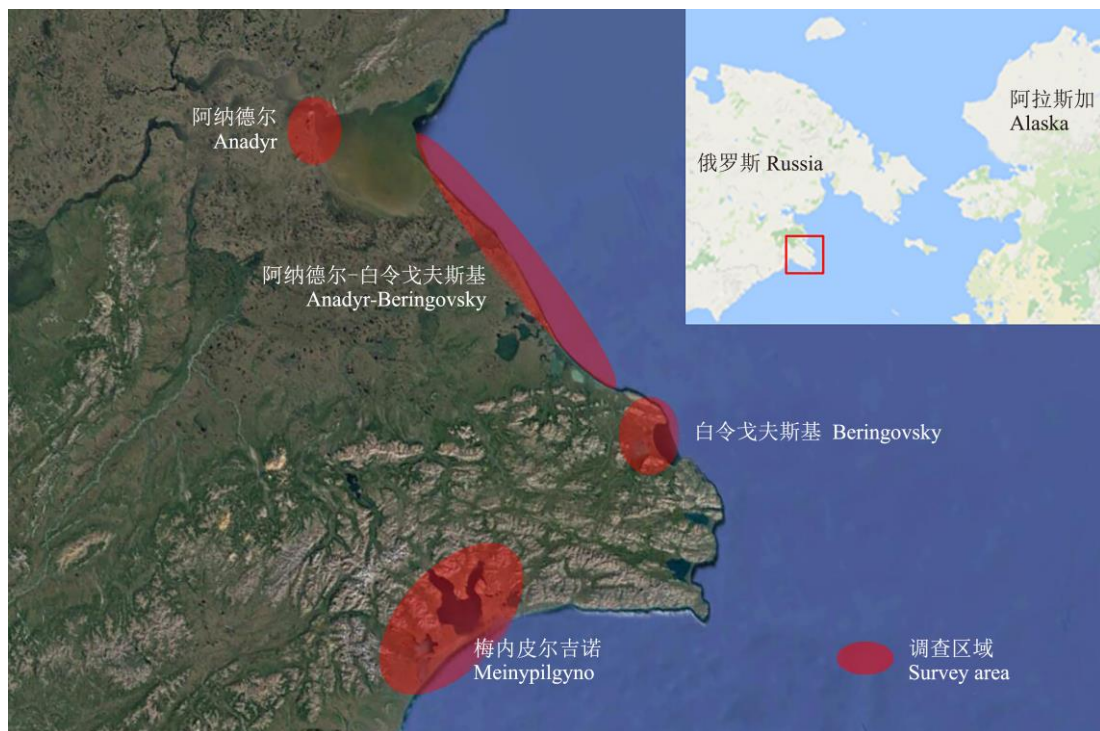 阿纳德尔
Anadyr
阿拉斯加
Alaska
俄罗斯 Russia
阿纳德尔-白令戈夫斯基
Anadyr-Beringovsky
白令戈夫斯基 Beringovsky
梅内皮尔吉诺
Meinypilgyno
调查区域
Survey area